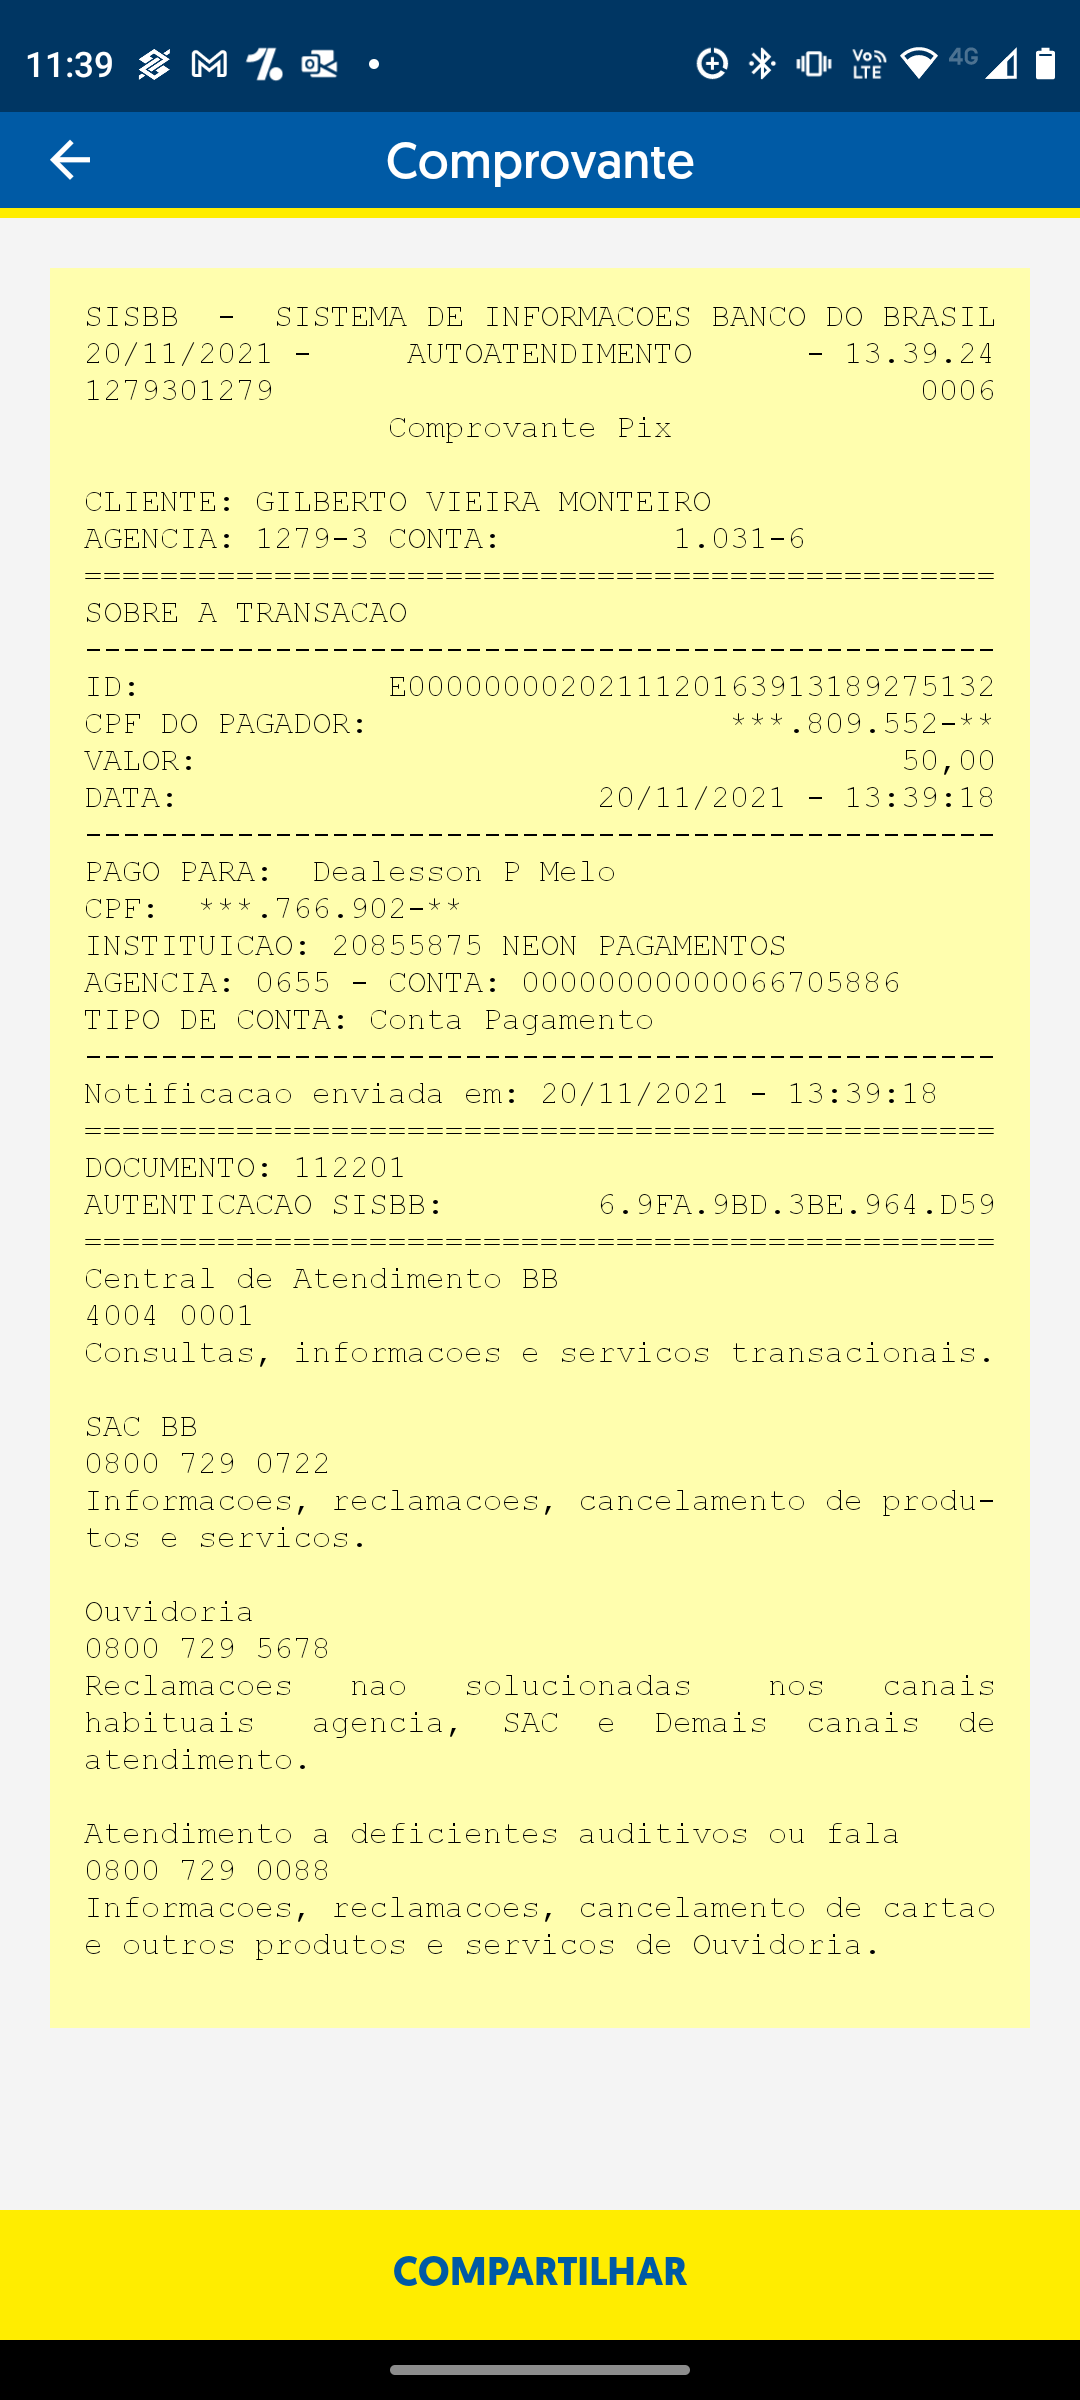 11:39
VoLTE 4G
Comprovante
SISBB - SISTEMA DE INFORMACOES BANCO DO BRASIL
20/11/2021 - AUTOATENDIMENTO - 13.39.24
1279301279 0006
Comprovante Pix
CLIENTE: GILBERTO VIEIRA MONTEIRO
AGENCIA: 1279-3 CONTA: 1.031-6
================================================
SOBRE A TRANSACAO
------------------------------------------------
ID: E0000000020211120163913189275132
CPF DO PAGADOR: ***.809.552-**
VALOR: 50,00
DATA: 20/11/2021 - 13:39:18
------------------------------------------------
PAGO PARA: Dealesson P Melo
CPF: ***.766.902-**
INSTITUICAO: 20855875 NEON PAGAMENTOS
AGENCIA: 0655 - CONTA: 00000000000066705886
TIPO DE CONTA: Conta Pagamento
------------------------------------------------
Notificacao enviada em: 20/11/2021 - 13:39:18
================================================
DOCUMENTO: 112201
AUTENTICACAO SISBB: 6.9FA.9BD.3BE.964.D59
================================================
Central de Atendimento BB
4004 0001
Consultas, informacoes e servicos transacionais.
SAC BB
0800 729 0722
Informacoes, reclamacoes, cancelamento de produ-
tos e servicos.
Ouvidoria
0800 729 5678
Reclamacoes nao solucionadas nos canais
habituais agencia, SAC e Demais canais de
atendimento.
Atendimento a deficientes auditivos ou fala
0800 729 0088
Informacoes, reclamacoes, cancelamento de cartao
e outros produtos e servicos de Ouvidoria.
COMPARTILHAR